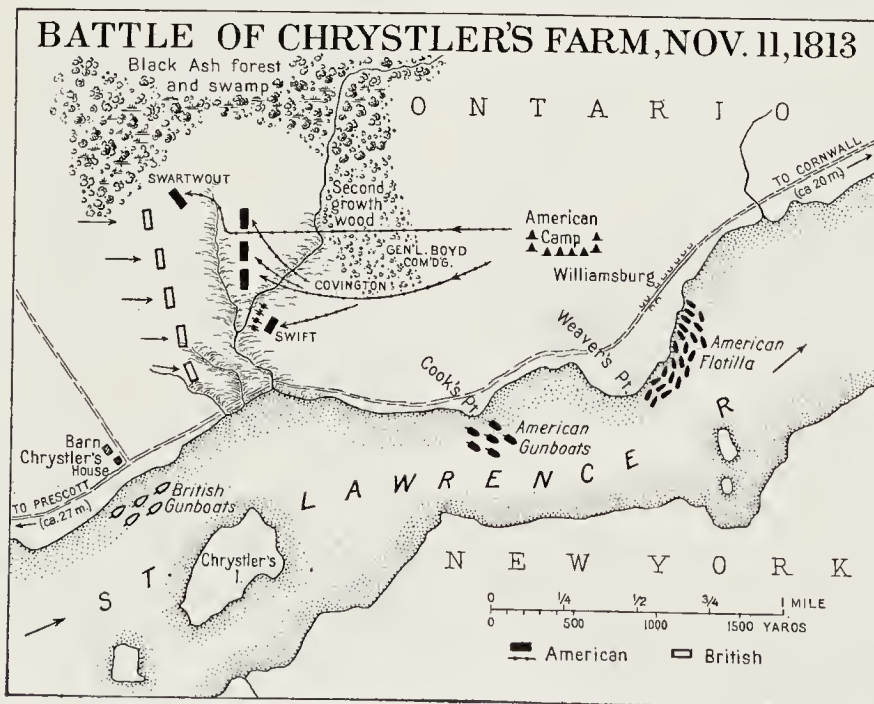 BATTLE OF CHRYSTLER'S FARM, NOV. 11, 1813
Black Ash forest
and swamp
O N T A R I O
SWARTWOUT
Second
growth
wood
TO CORNWALL
(ca 20 m.)
American
Camp
GEN'L. BOYD
COM'D'G.
COVINGTON
Williamsburg
SWIFT
Weaver's Pt.
American
Flotilla
Cook's Pt.
American
Gunboats
Barn
Chrystler's
House
TO PRESCOTT
(ca. 27 m.)
British
Gunboats
ST. LAWRENCE R
Chrystler's
I.
N E W Y O R K
0 1/4 1/2 3/4 1 MILE
0 500 1000 1500 YARDS
American British